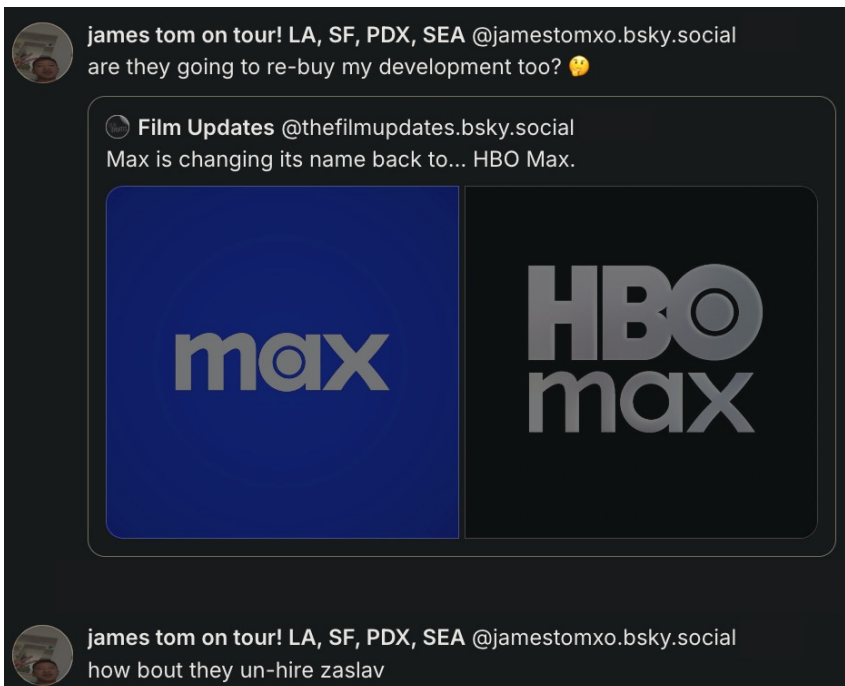 james tom on tour! LA, SF, PDX, SEA @jamestomxo.bsky.social
are they going to re-buy my development too? 🤔
Film Updates @thefilmupdates.bsky.social
Max is changing its name back to... HBO Max.
max
HBO
max
james tom on tour! LA, SF, PDX, SEA @jamestomxo.bsky.social
how bout they un-hire zaslav